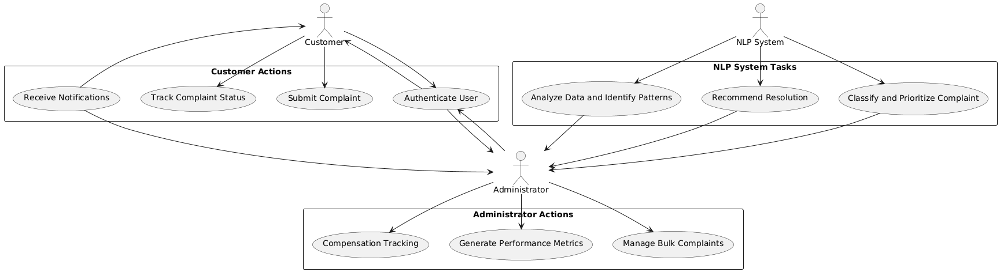 Customer
NLP System
Customer Actions
NLP System Tasks
Receive Notifications
Track Complaint Status
Submit Complaint
Authenticate User
Analyze Data and Identify Patterns
Recommend Resolution
Classify and Prioritize Complaint
Administrator
Administrator Actions
Compensation Tracking
Generate Performance Metrics
Manage Bulk Complaints